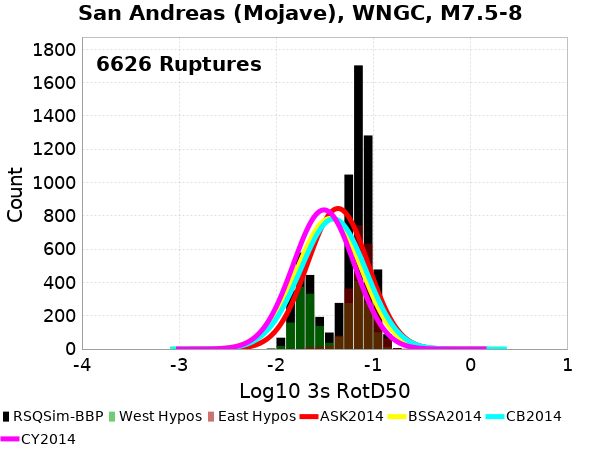 San Andreas (Mojave), WNGC, M7.5-8
6626 Ruptures
1800
1600
1400
1200
1000
800
600
400
200
0
Count
-4 -3 -2 -1 0 1
Log10 3s RotD50
RSQSim-BBP West Hypos East Hypos ASK2014 BSSA2014 CB2014
CY2014